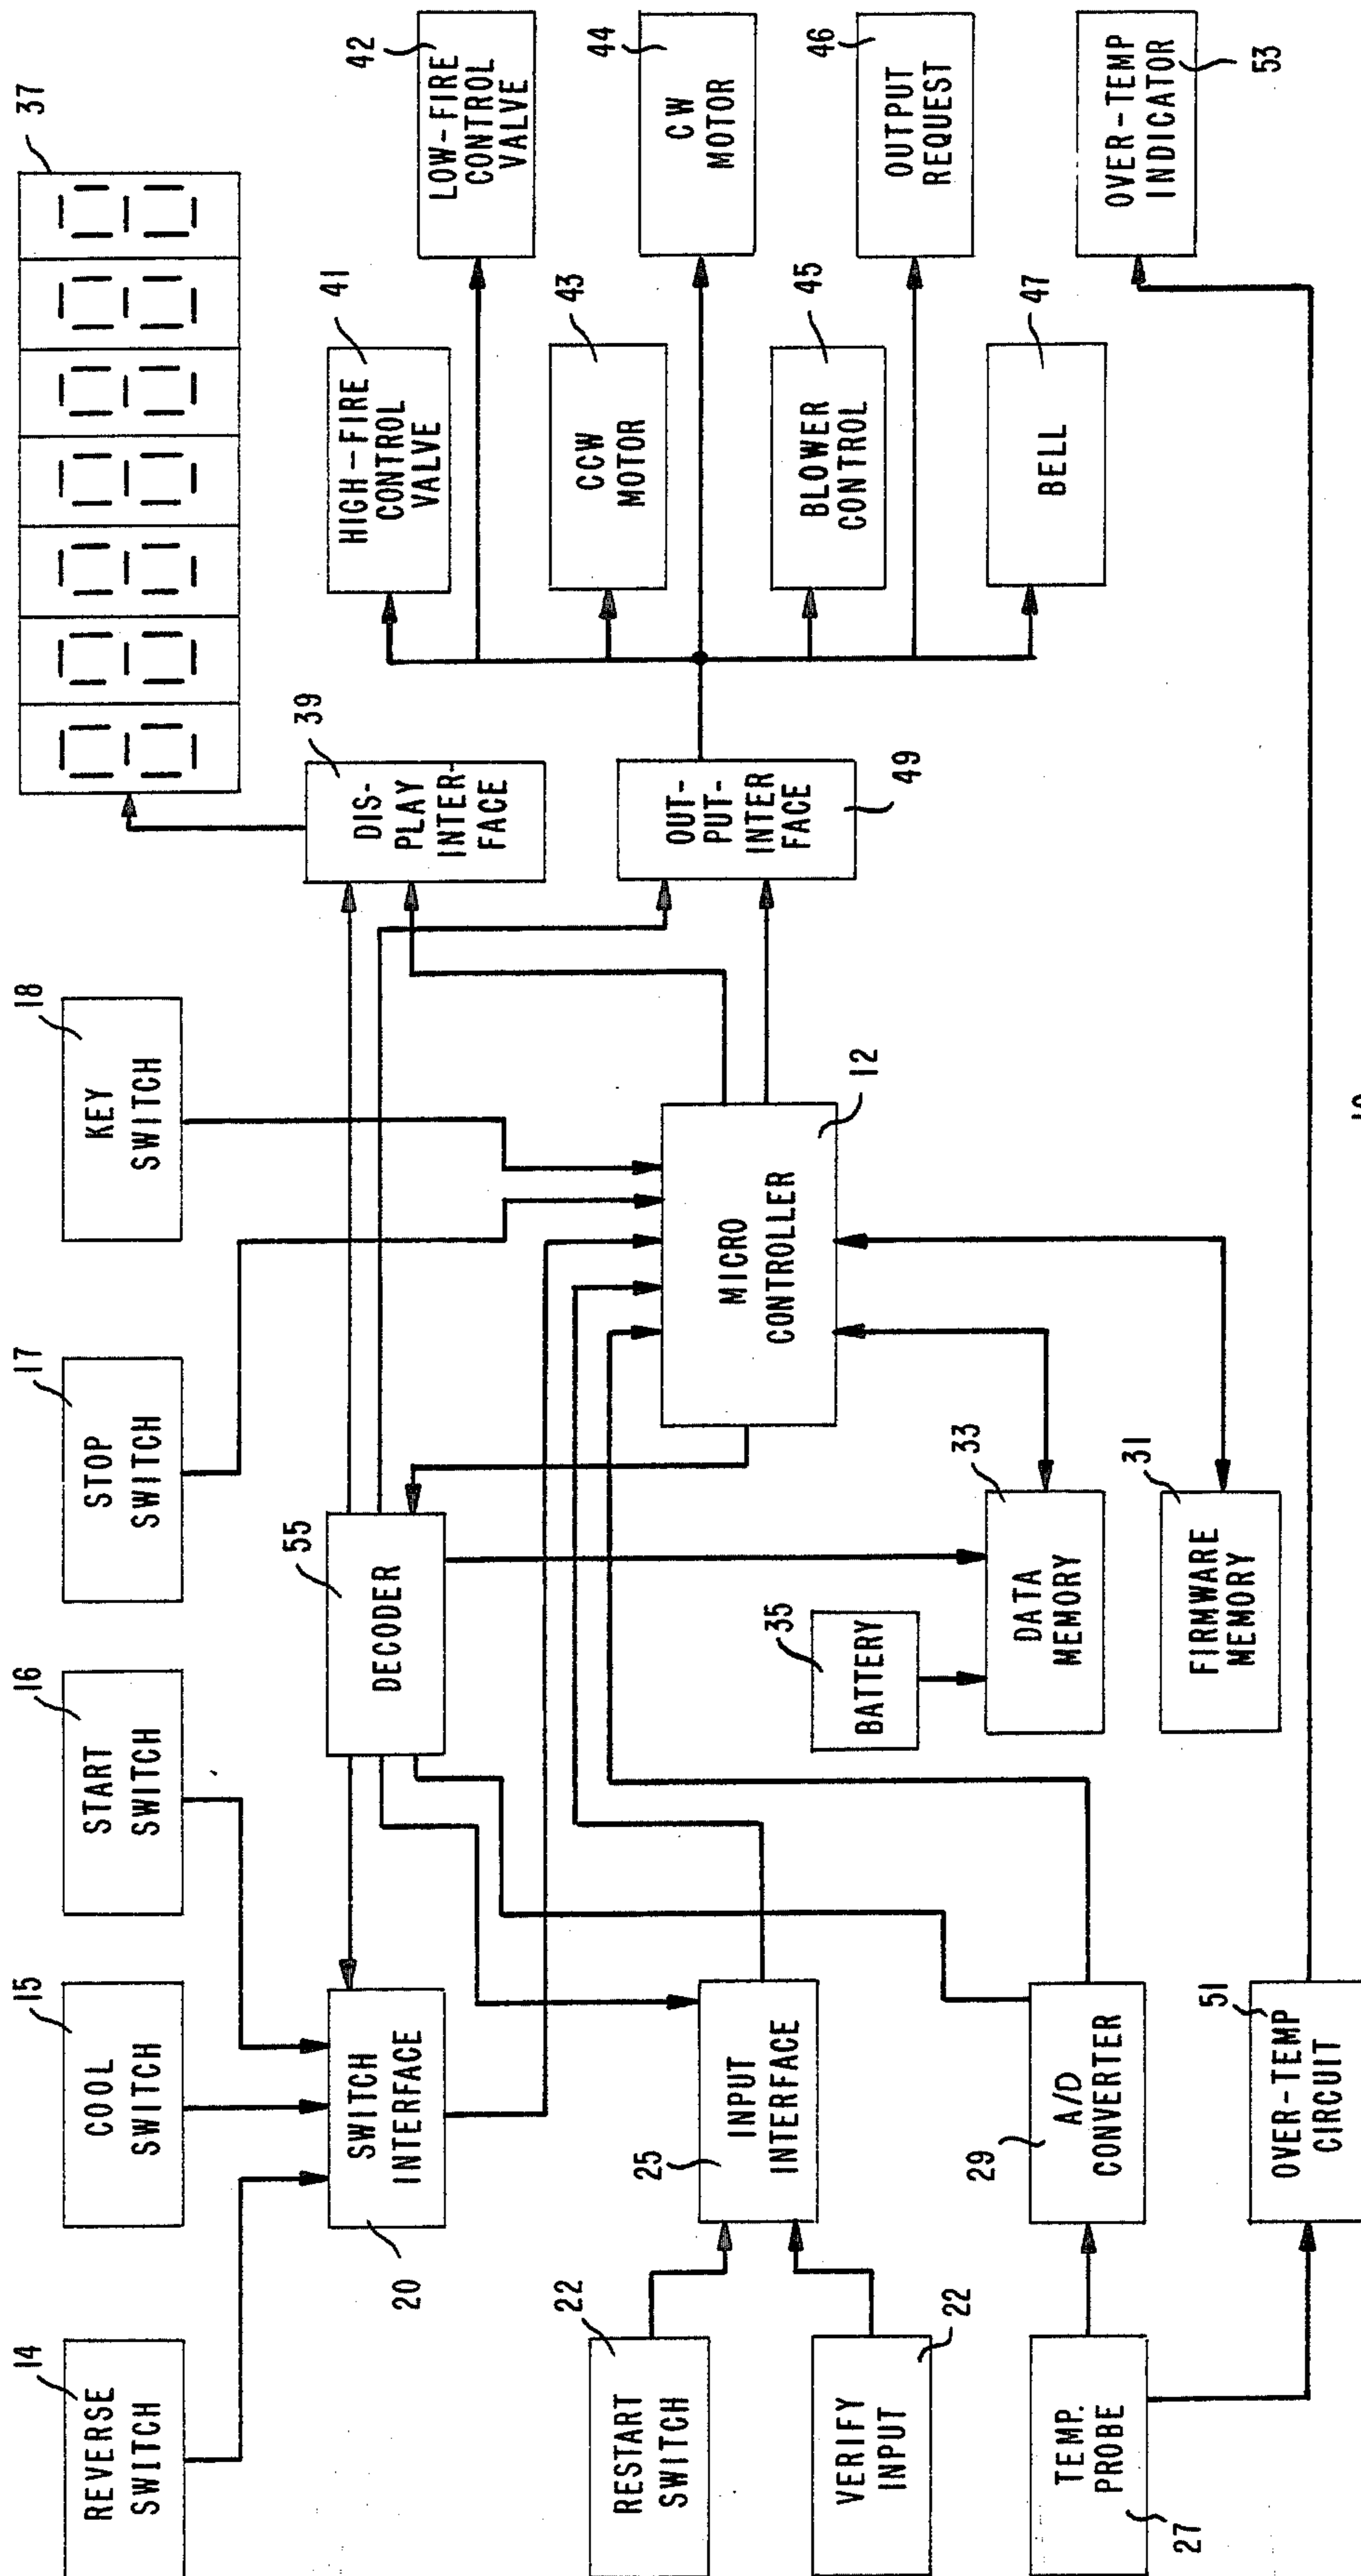 14
REVERSE
SWITCH
15
COOL
SWITCH
16
START
SWITCH
17
STOP
SWITCH
18
KEY
SWITCH
37
20
SWITCH
INTERFACE
55
DECODER
39
DIS-
PLAY
INTER-
FACE
41
HIGH-FIRE
CONTROL
VALVE
42
LOW-FIRE
CONTROL
VALVE
22
RESTART
SWITCH
22
VERIFY
INPUT
25
INPUT
INTERFACE
12
MICRO
CONTROLLER
OUT-
PUT-
INTER
FACE
49
43
CCW
MOTOR
44
CW
MOTOR
35
BATTERY
45
BLOWER
CONTROL
46
OUTPUT
REQUEST
TEMP.
PROBE
27
29
A/D
CONVERTER
33
DATA
MEMORY
47
BELL
31
FIRMWARE
MEMORY
51
OVER-TEMP
CIRCUIT
OVER-TEMP
INDICATOR
53